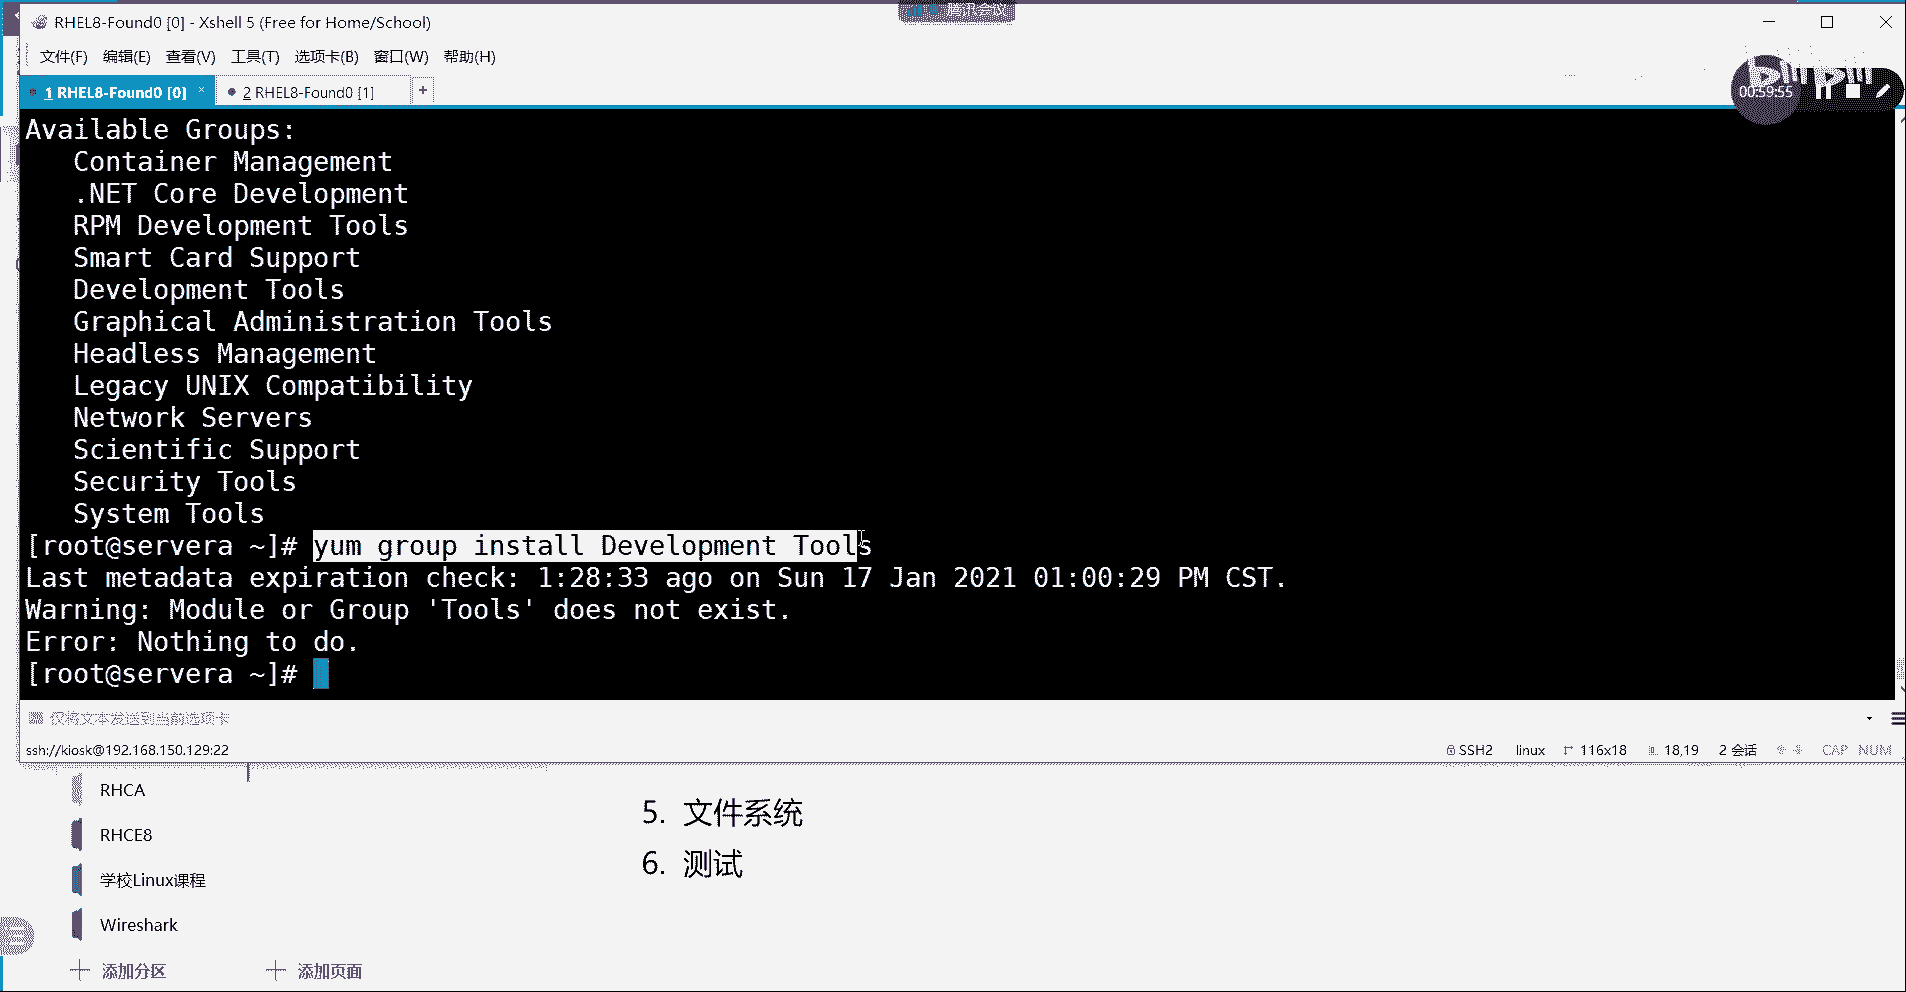 腾讯会议
RHEL8-Found0 [0] - Xshell 5 (Free for Home/School)
文件(F) 编辑(E) 查看(V) 工具(T) 选项卡(B) 窗口(W) 帮助(H)
bilibili
00:59:55
1 RHEL8-Found0 [0] × 2 RHEL8-Found0 [1] +
Available Groups:
Container Management
.NET Core Development
RPM Development Tools
Smart Card Support
Development Tools
Graphical Administration Tools
Headless Management
Legacy UNIX Compatibility
Network Servers
Scientific Support
Security Tools
System Tools
[root@servera ~]# yum group install Development Tools
Last metadata expiration check: 1:28:33 ago on Sun 17 Jan 2021 01:00:29 PM CST.
Warning: Module or Group 'Tools' does not exist.
Error: Nothing to do.
[root@servera ~]#
仅将文本发送到当前选项卡
ssh://kiosk@192.168.150.129:22 SSH2 linux 116x18 18,19 2 会话 CAP NUM
RHCA
RHCE8
学校Linux课程
Wireshark
添加分区 添加页面
5. 文件系统
6. 测试